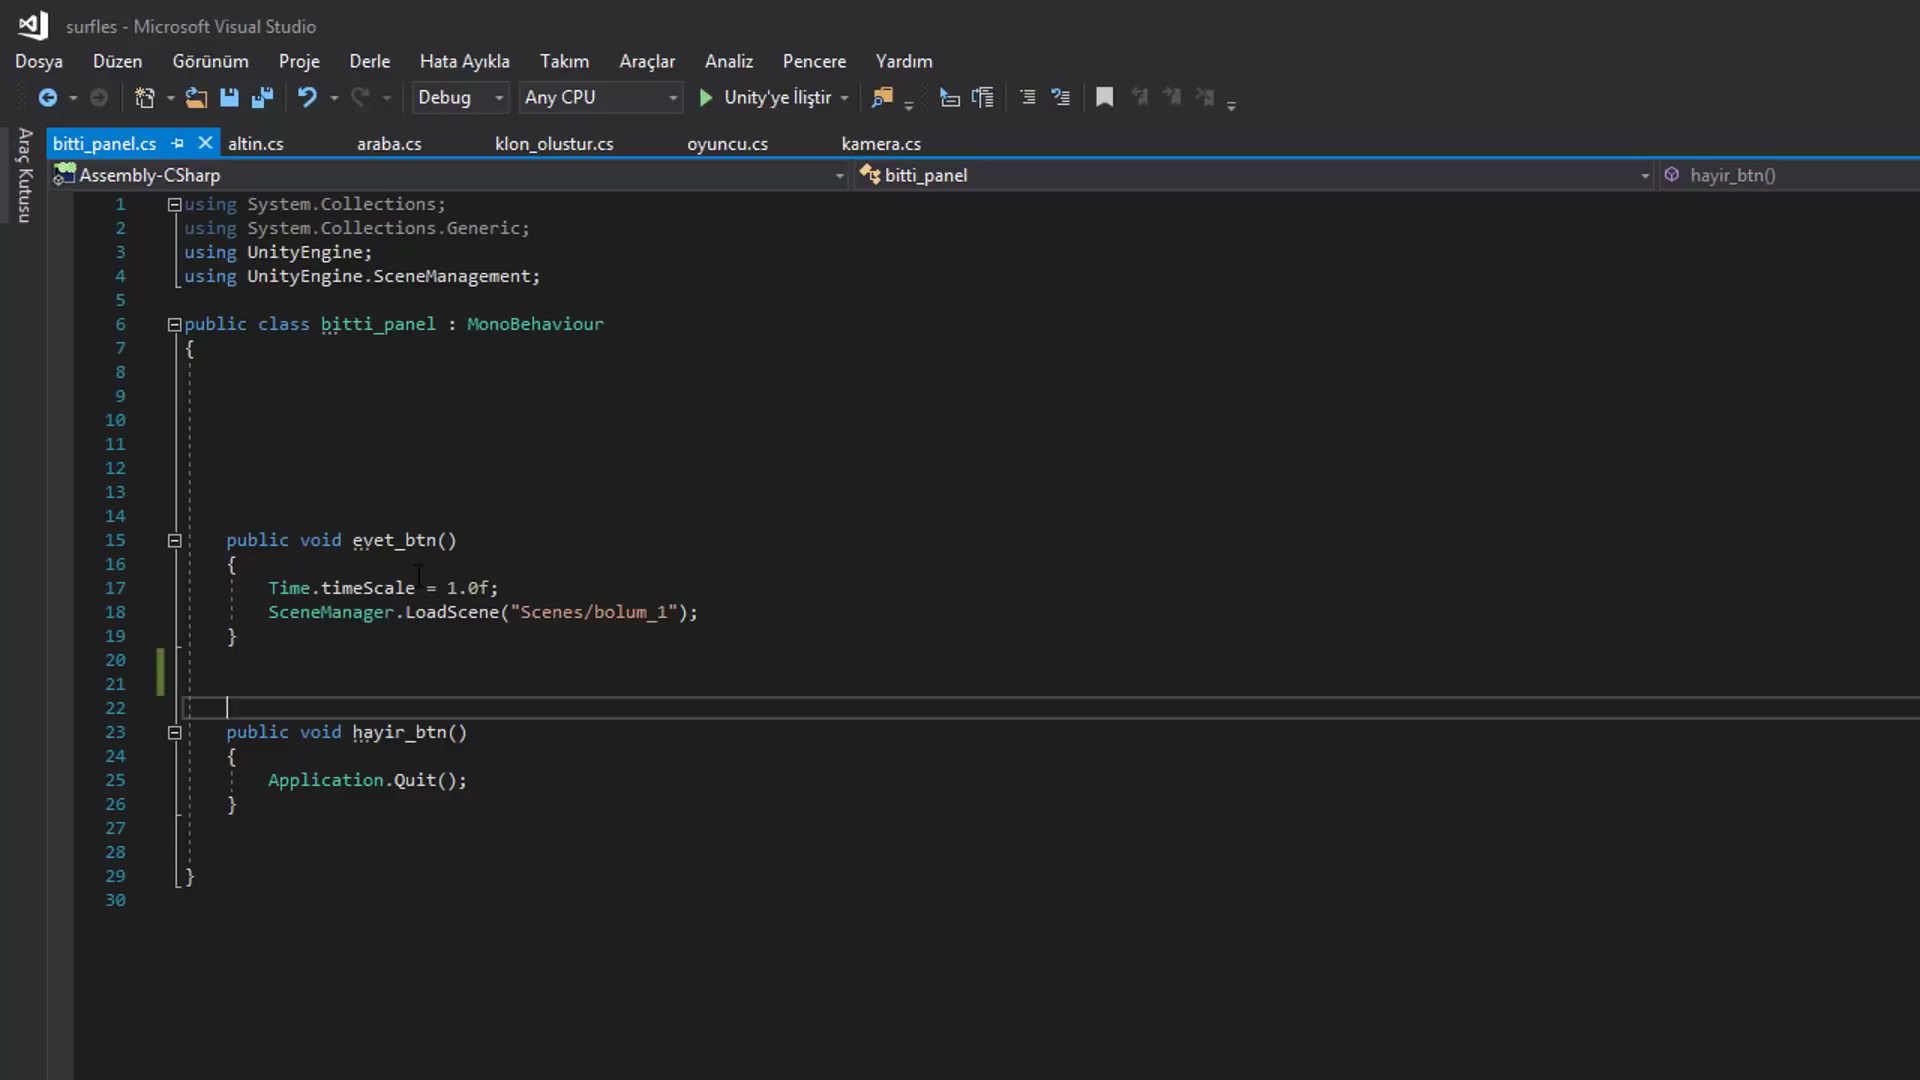 surfles - Microsoft Visual Studio
Dosya Düzen Görünüm Proje Derle Hata Ayıkla Takım Araçlar Analiz Pencere Yardım
Debug Any CPU Unity'ye İliştir
Araç Kutusu
bitti_panel.cs altin.cs araba.cs klon_olustur.cs oyuncu.cs kamera.cs
Assembly-CSharp bitti_panel hayir_btn()
1 using System.Collections;
2 using System.Collections.Generic;
3 using UnityEngine;
4 using UnityEngine.SceneManagement;
5
6 public class bitti_panel : MonoBehaviour
7 {
8
9
10
11
12
13
14
15 public void evet_btn()
16 {
17 Time.timeScale = 1.0f;
18 SceneManager.LoadScene("Scenes/bolum_1");
19 }
20
21
22
23 public void hayir_btn()
24 {
25 Application.Quit();
26 }
27
28
29 }
30